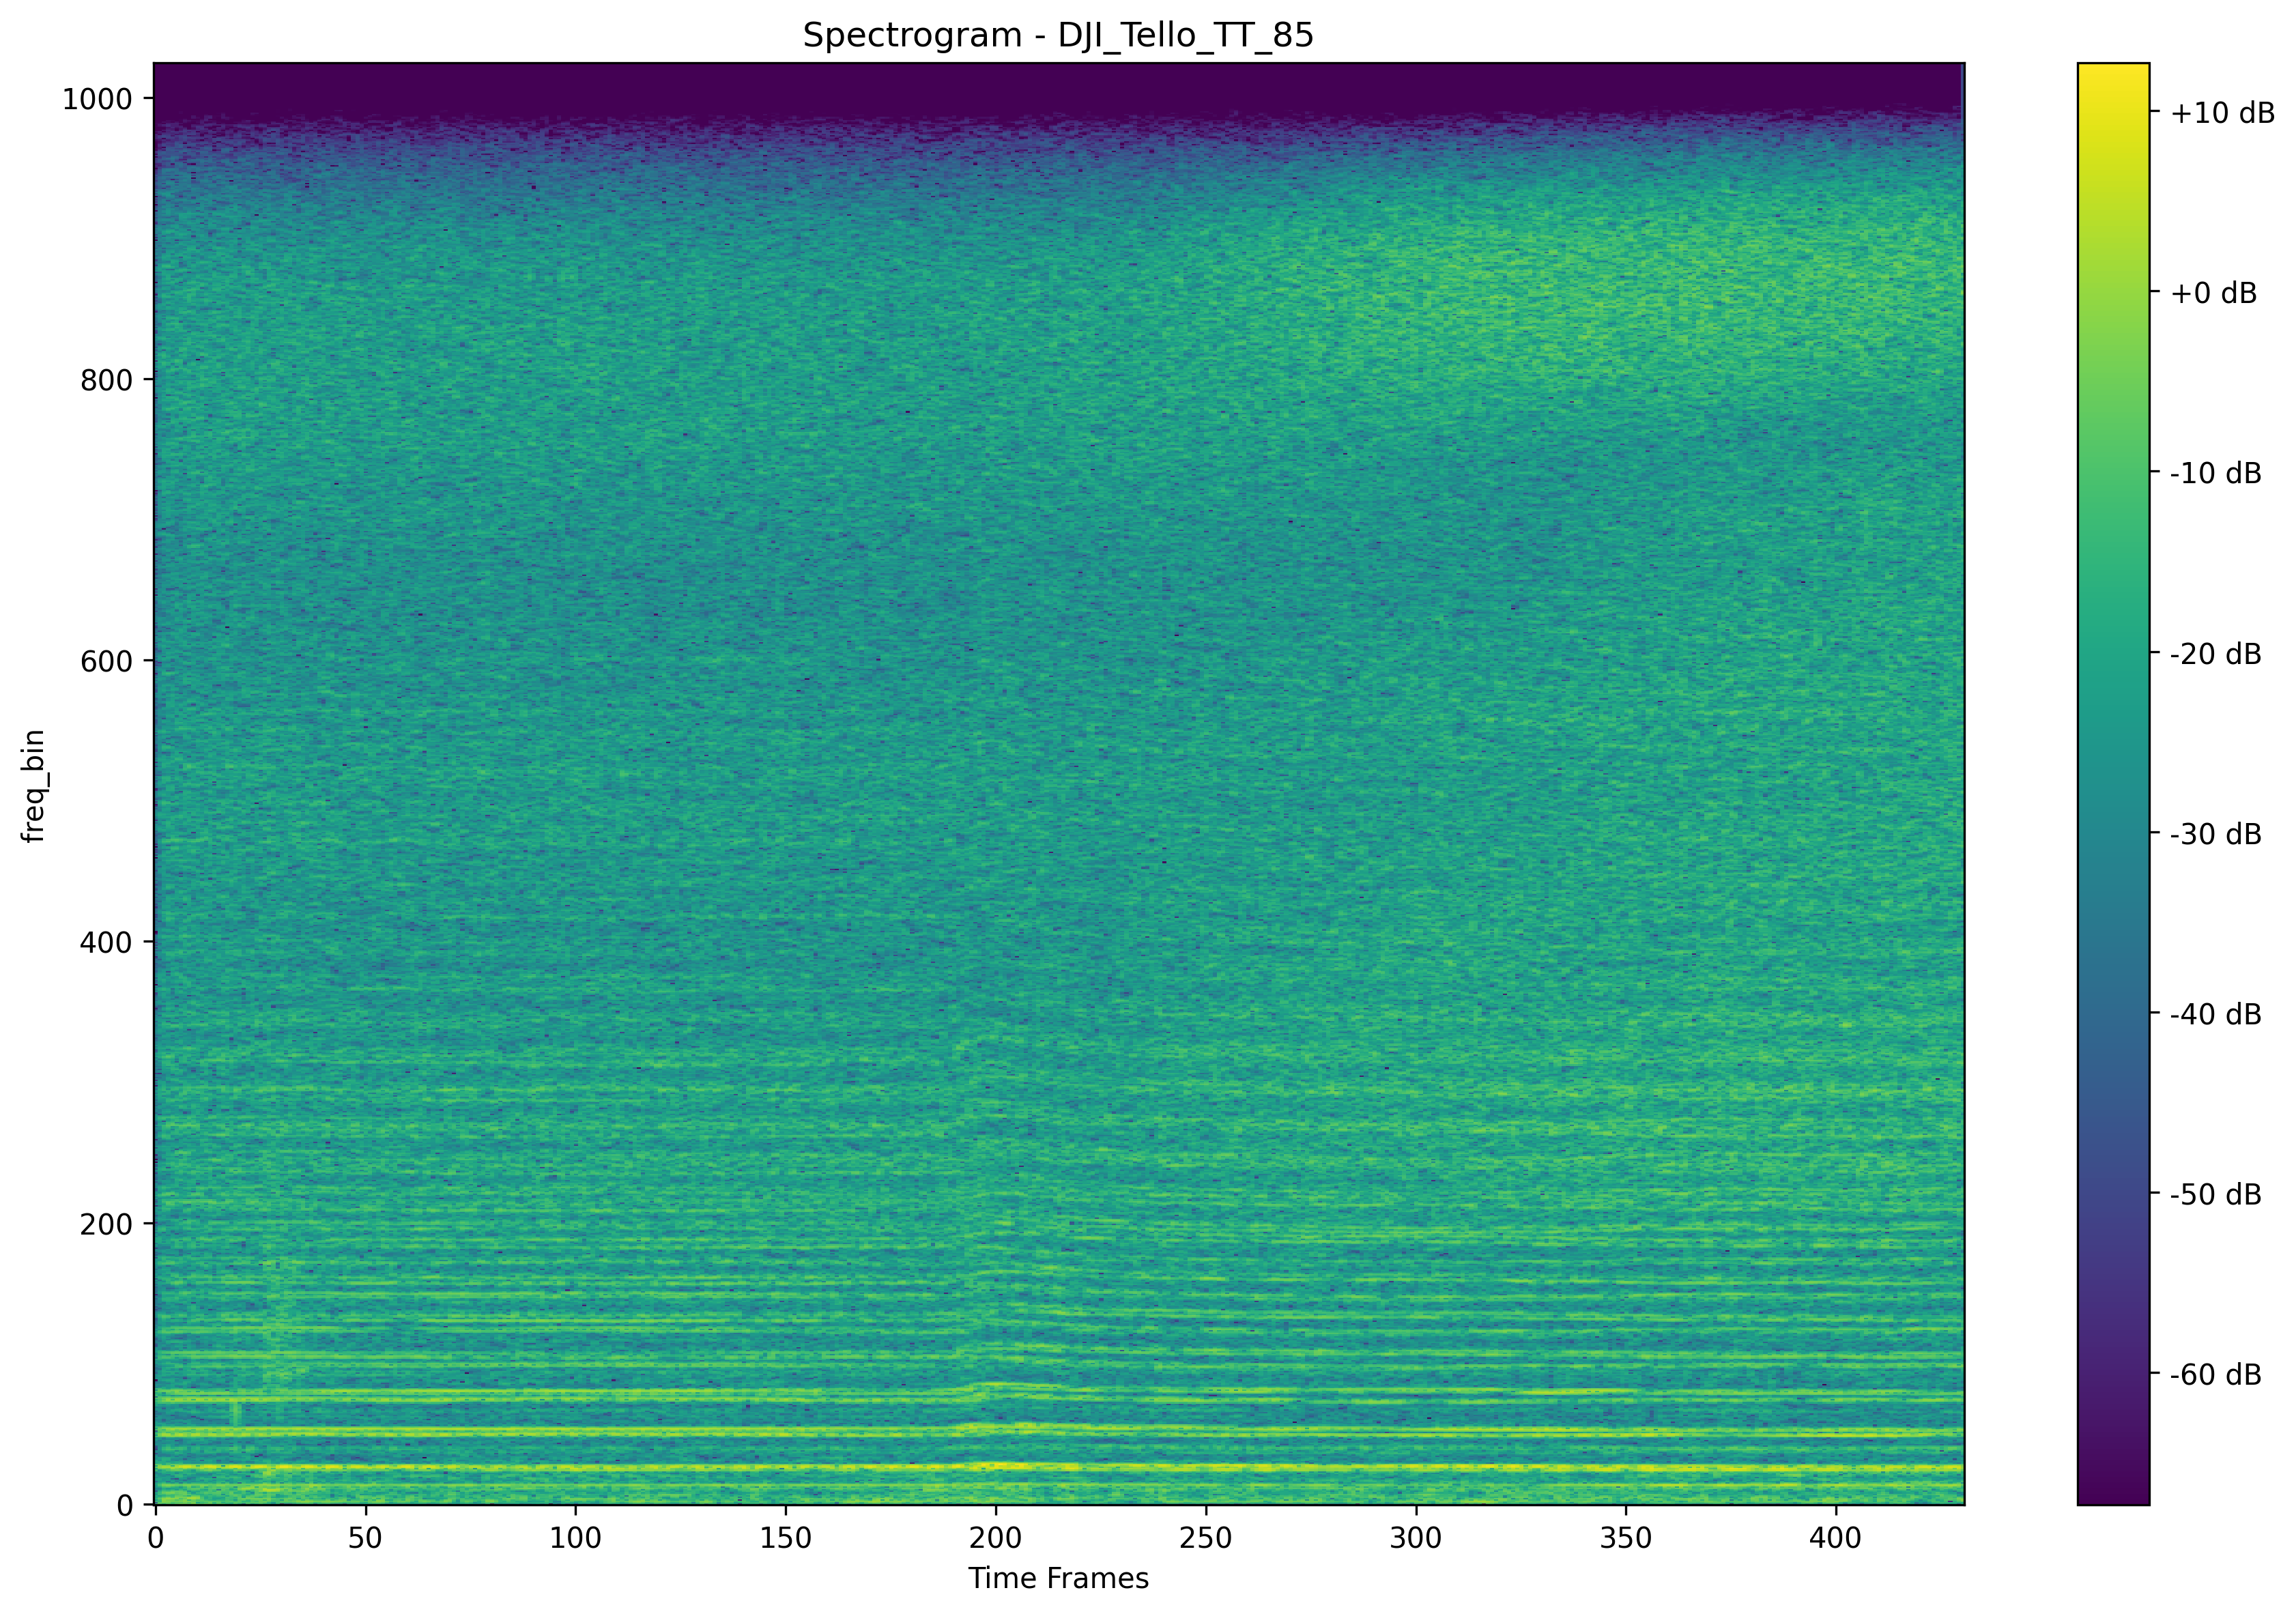 Spectrogram - DJI_Tello_TT_85
1000
800
600
400
200
0
freq_bin
0 50 100 150 200 250 300 350 400
Time Frames
+10 dB
+0 dB
-10 dB
-20 dB
-30 dB
-40 dB
-50 dB
-60 dB